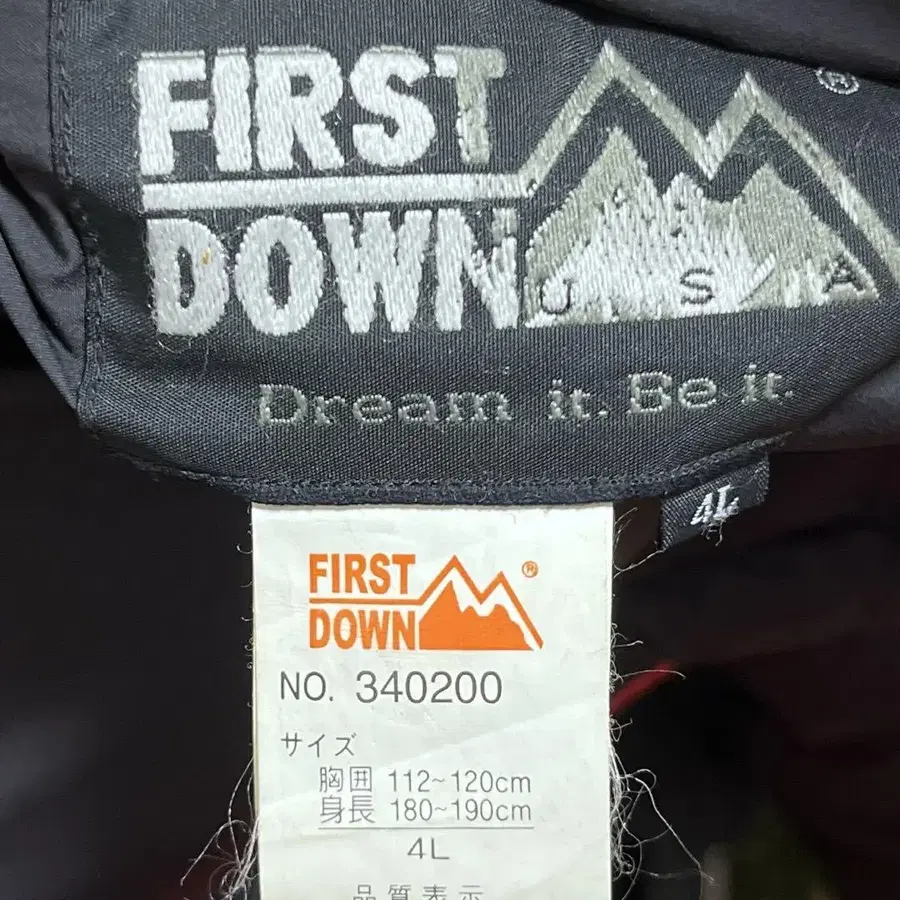 FIRST
DOWN
®
U S A
Dream it. Be it.
4L
FIRST
DOWN
®
NO. 340200
サイズ
胸囲 112~120cm
身長 180~190cm
4L
品質表示